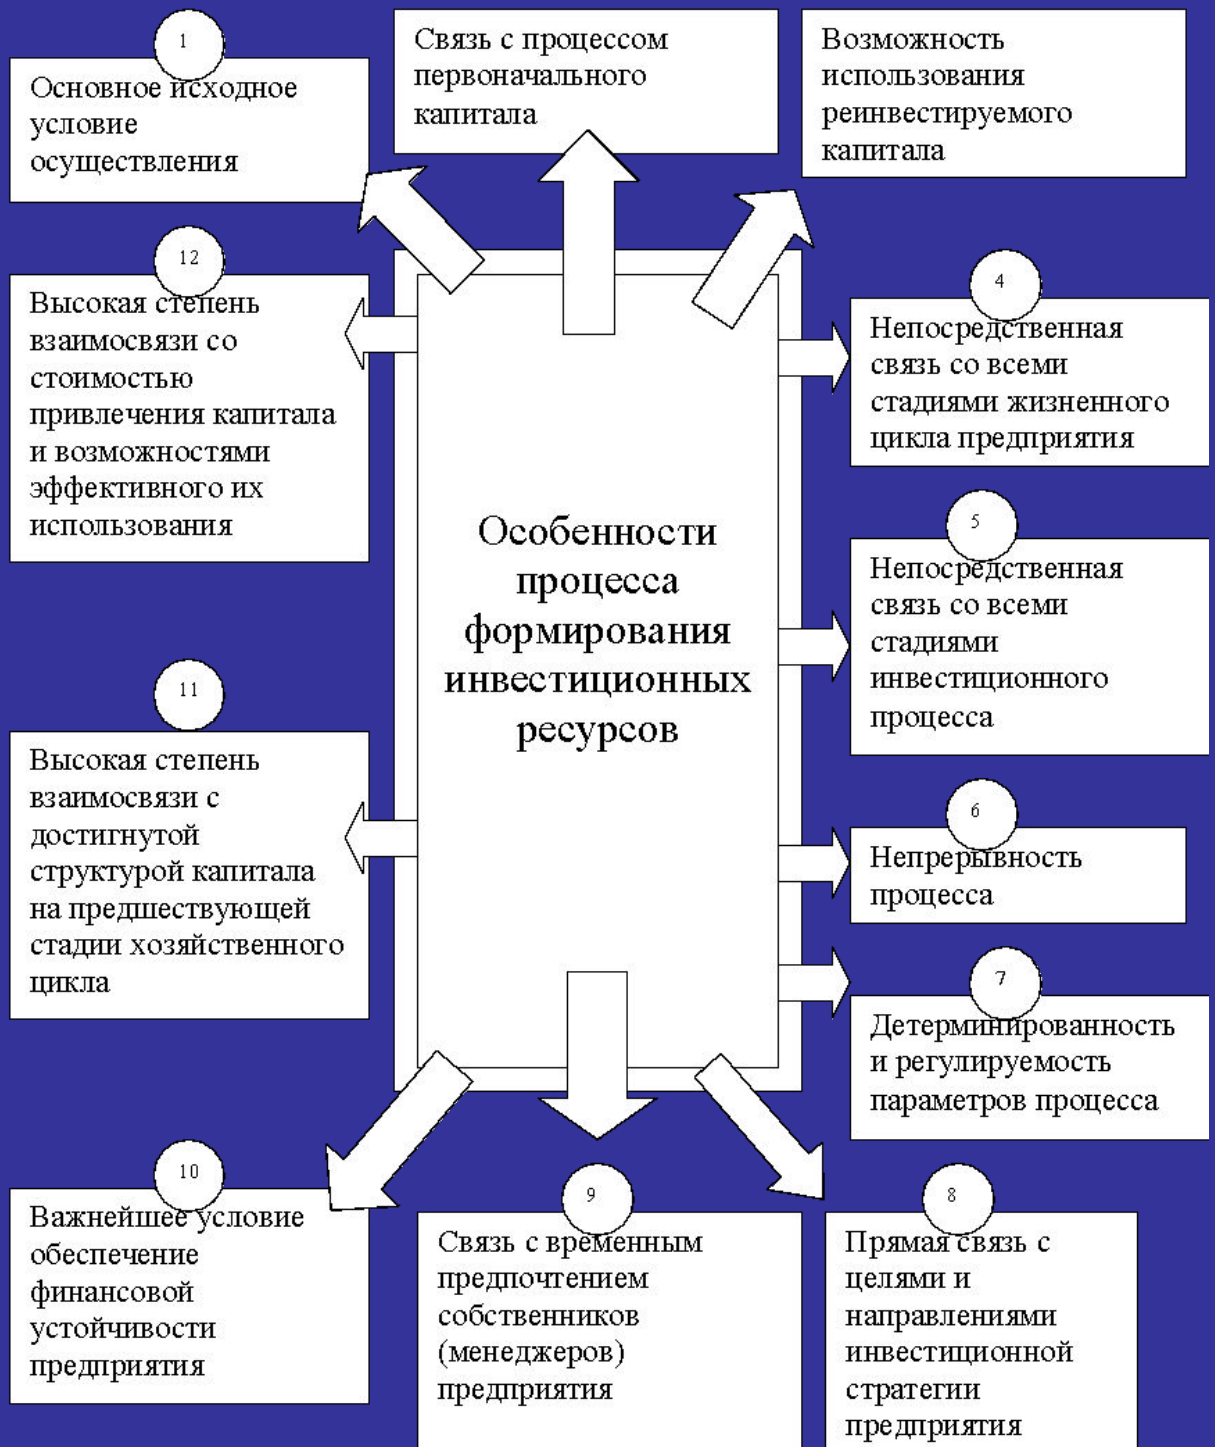 1
Основное исходное
условие
осуществления
Связь с процессом
первоначального
капитала
Возможность
использования
реинвестируемого
капитала
4
Непосредственная
связь со всеми
стадиями жизненного
цикла предприятия
5
Непосредственная
связь со всеми
стадиями
инвестиционного
процесса
6
Непрерывность
процесса
7
Детерминированность
и регулируемость
параметров процесса
8
Прямая связь с
целями и
направлениями
инвестиционной
стратегии
предприятия
9
Связь с временным
предпочтением
собственников
(менеджеров)
предприятия
10
Важнейшее условие
обеспечение
финансовой
устойчивости
предприятия
11
Высокая степень
взаимосвязи с
достигнутой
структурой капитала
на предшествующей
стадии хозяйственного
цикла
12
Высокая степень
взаимосвязи со
стоимостью
привлечения капитала
и возможностями
эффективного их
использования
Особенности
процесса
формирования
инвестиционных
ресурсов